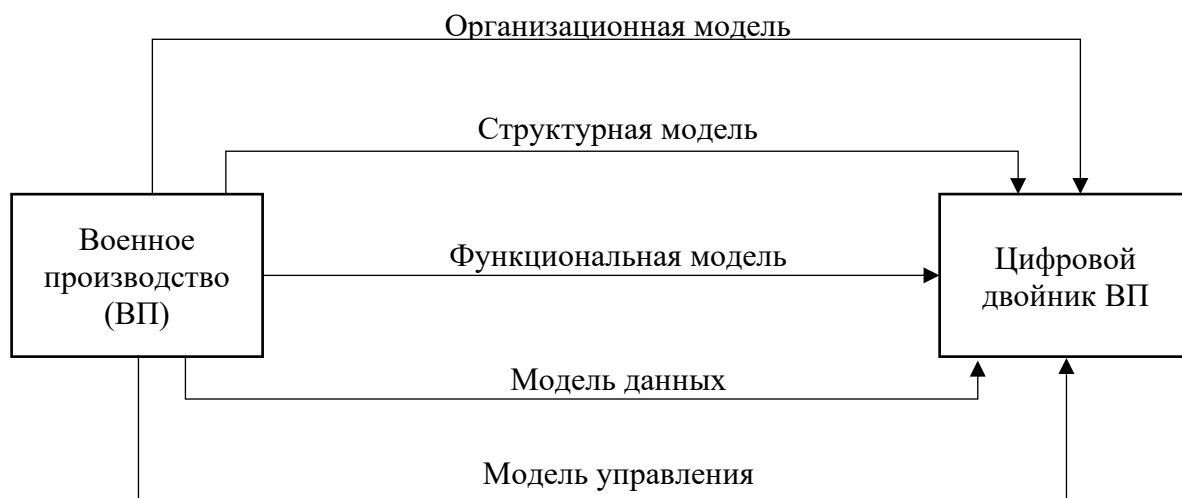 Организационная модель
Структурная модель
Военное
производство
(ВП)
Функциональная модель
Цифровой
двойник ВП
Модель данных
Модель управления